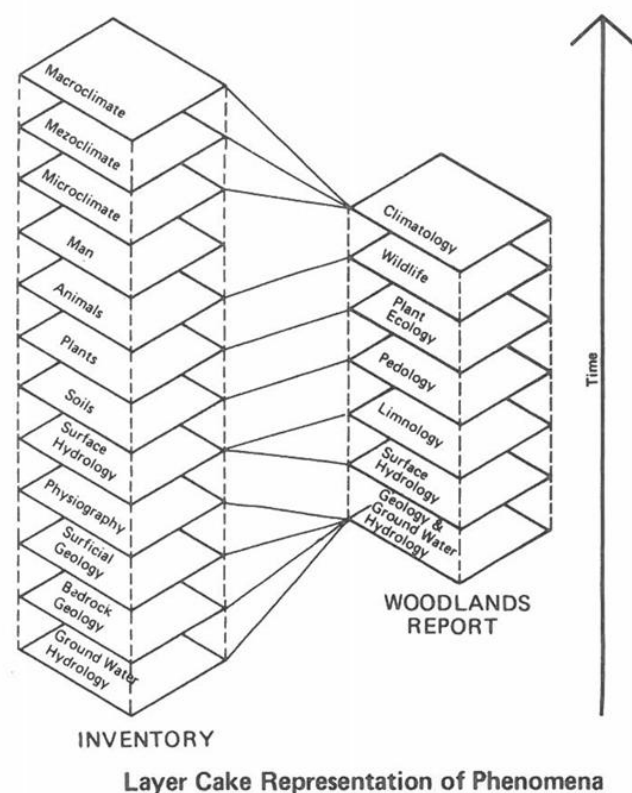 Macroclimate
Mezoclimate
Microclimate
Man
Animals
Plants
Soils
Surface
Hydrology
Physiography
Surficial
Geology
Bedrock
Geology
Ground Water
Hydrology
INVENTORY
Climatology
Wildlife
Plant
Ecology
Pedology
Limnology
Surface
Hydrology
Geology &
Ground Water
Hydrology
WOODLANDS
REPORT
Time
Layer Cake Representation of Phenomena